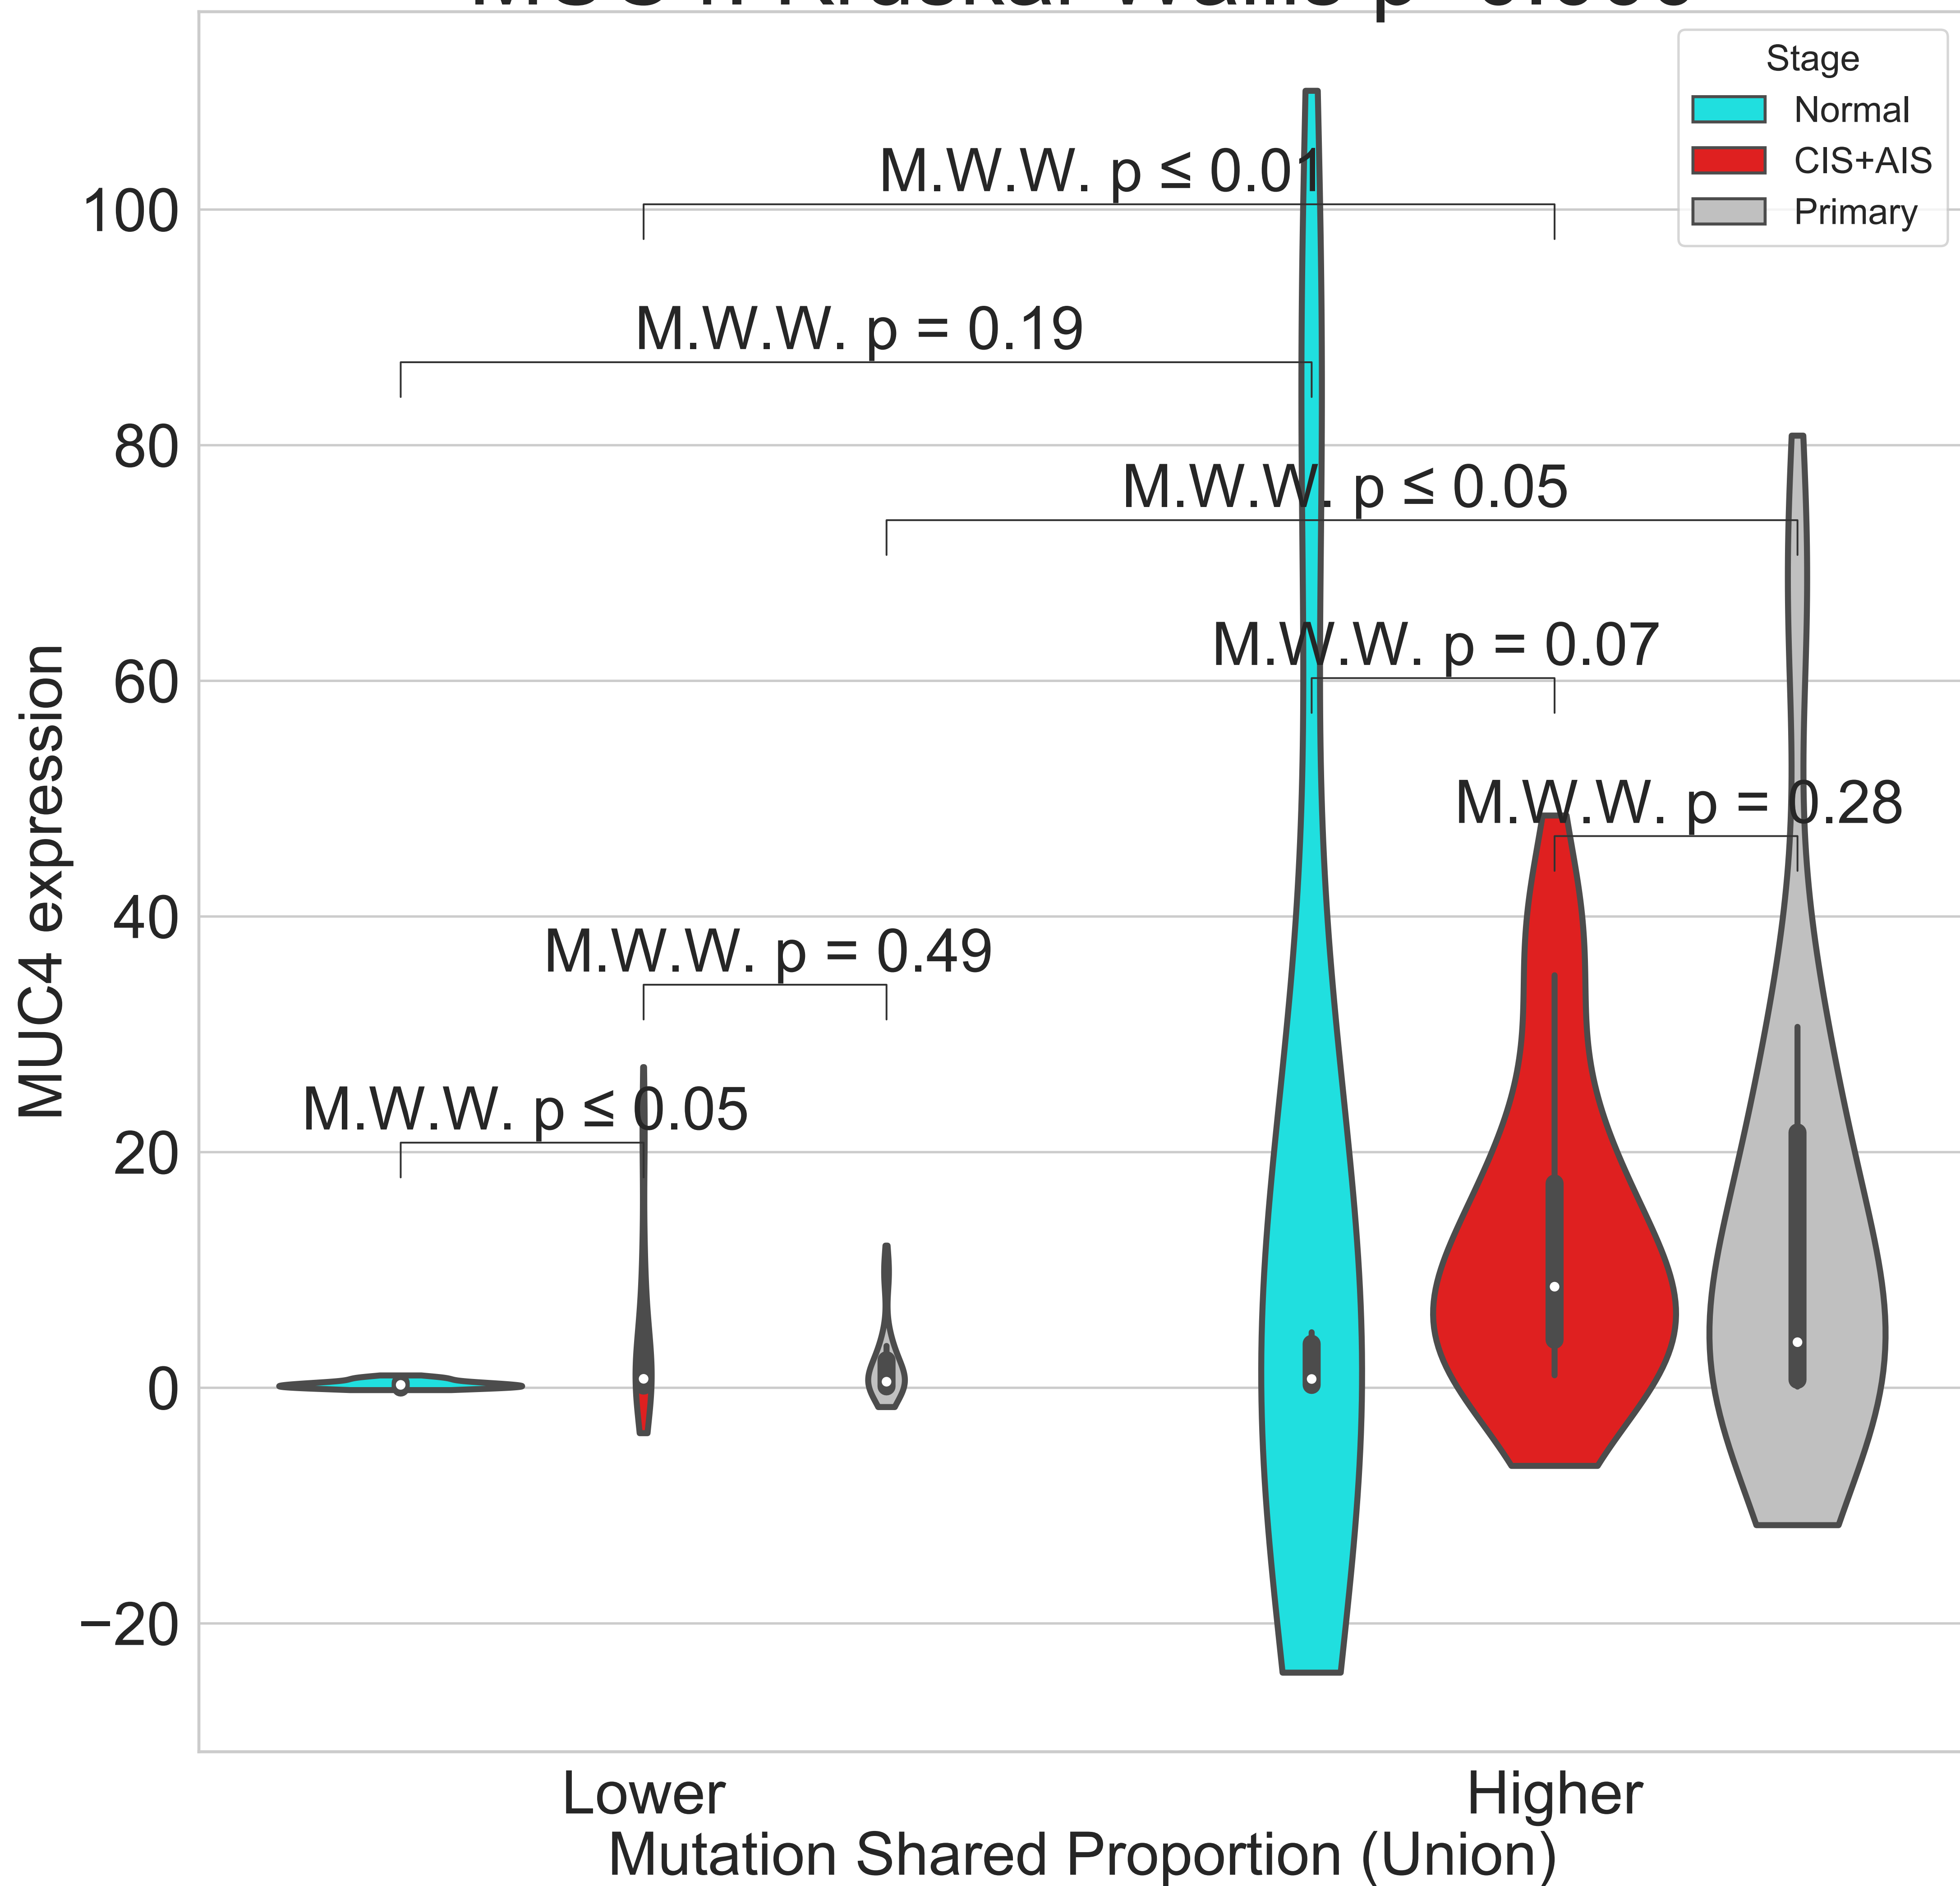 Stage
Normal
CIS+AIS
Primary
M.W.W. p ≤ 0.01
M.W.W. p = 0.19
M.W.W. p ≤ 0.05
M.W.W. p = 0.07
M.W.W. p = 0.28
M.W.W. p = 0.49
M.W.W. p ≤ 0.05
100
80
60
40
20
0
−20
MUC4 expression
Lower
Higher
Mutation Shared Proportion (Union)